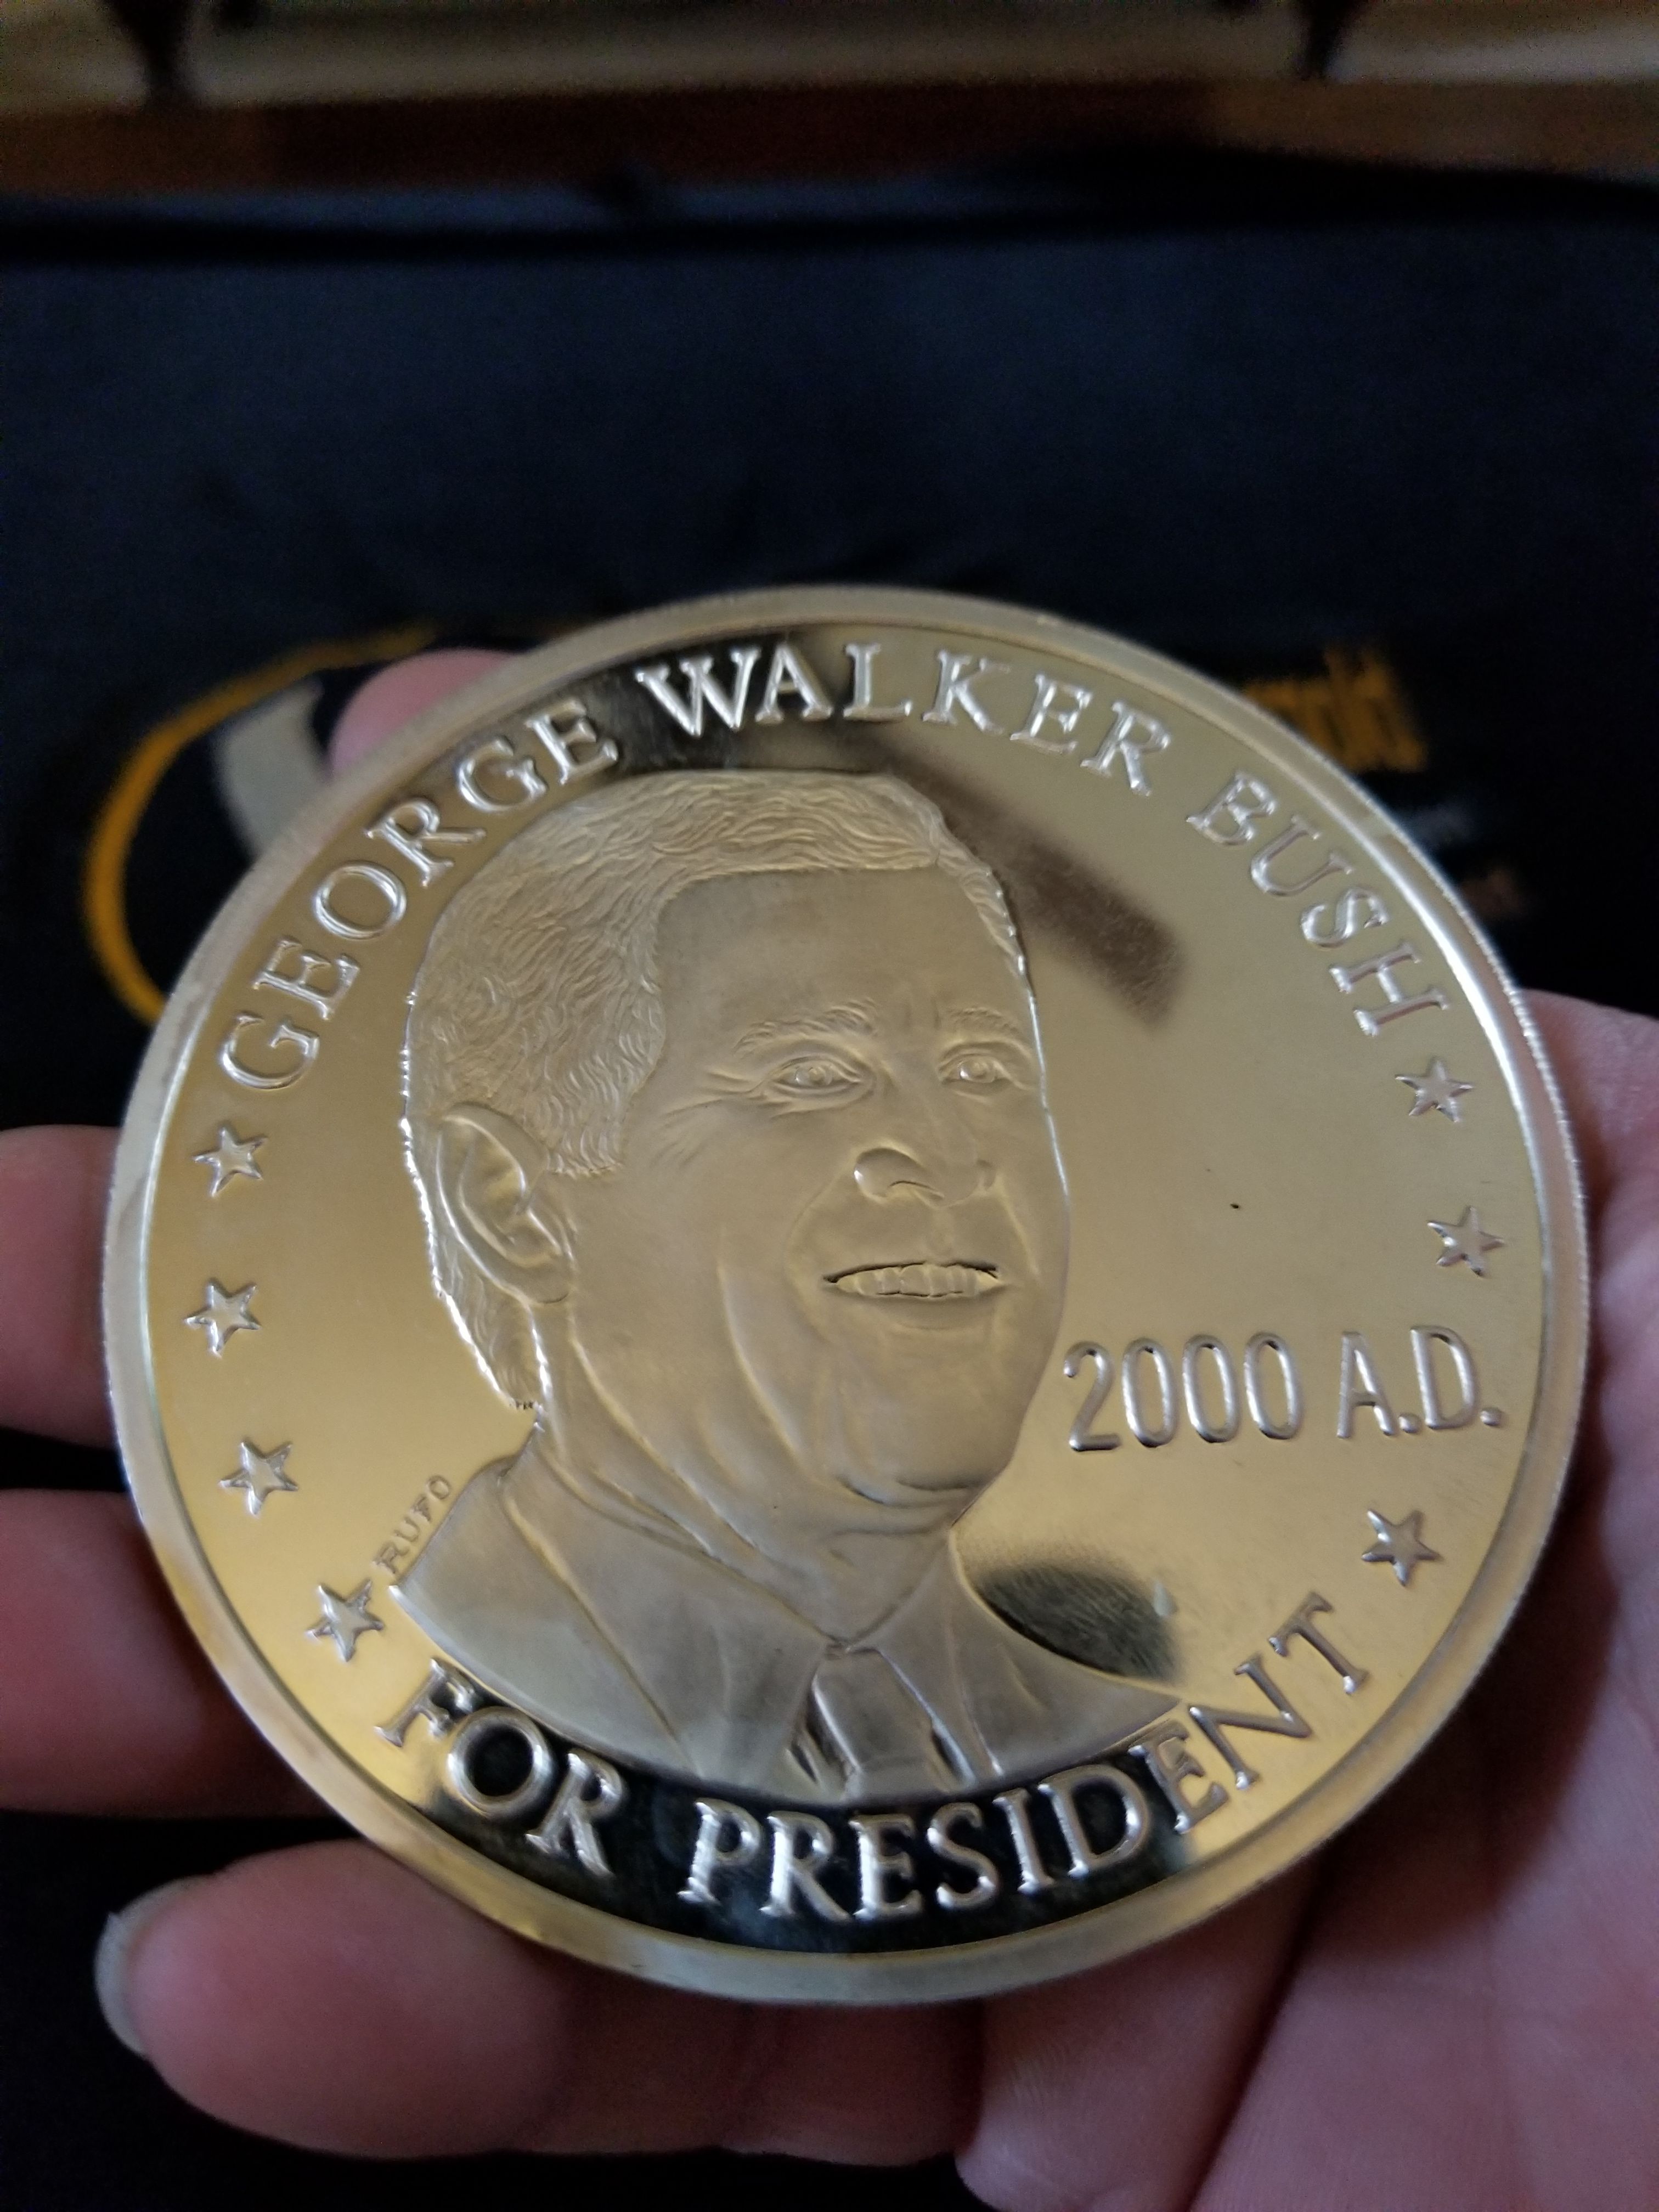 GEORGE WALKER BUSH
2000 A.D.
RUFO
FOR PRESIDENT